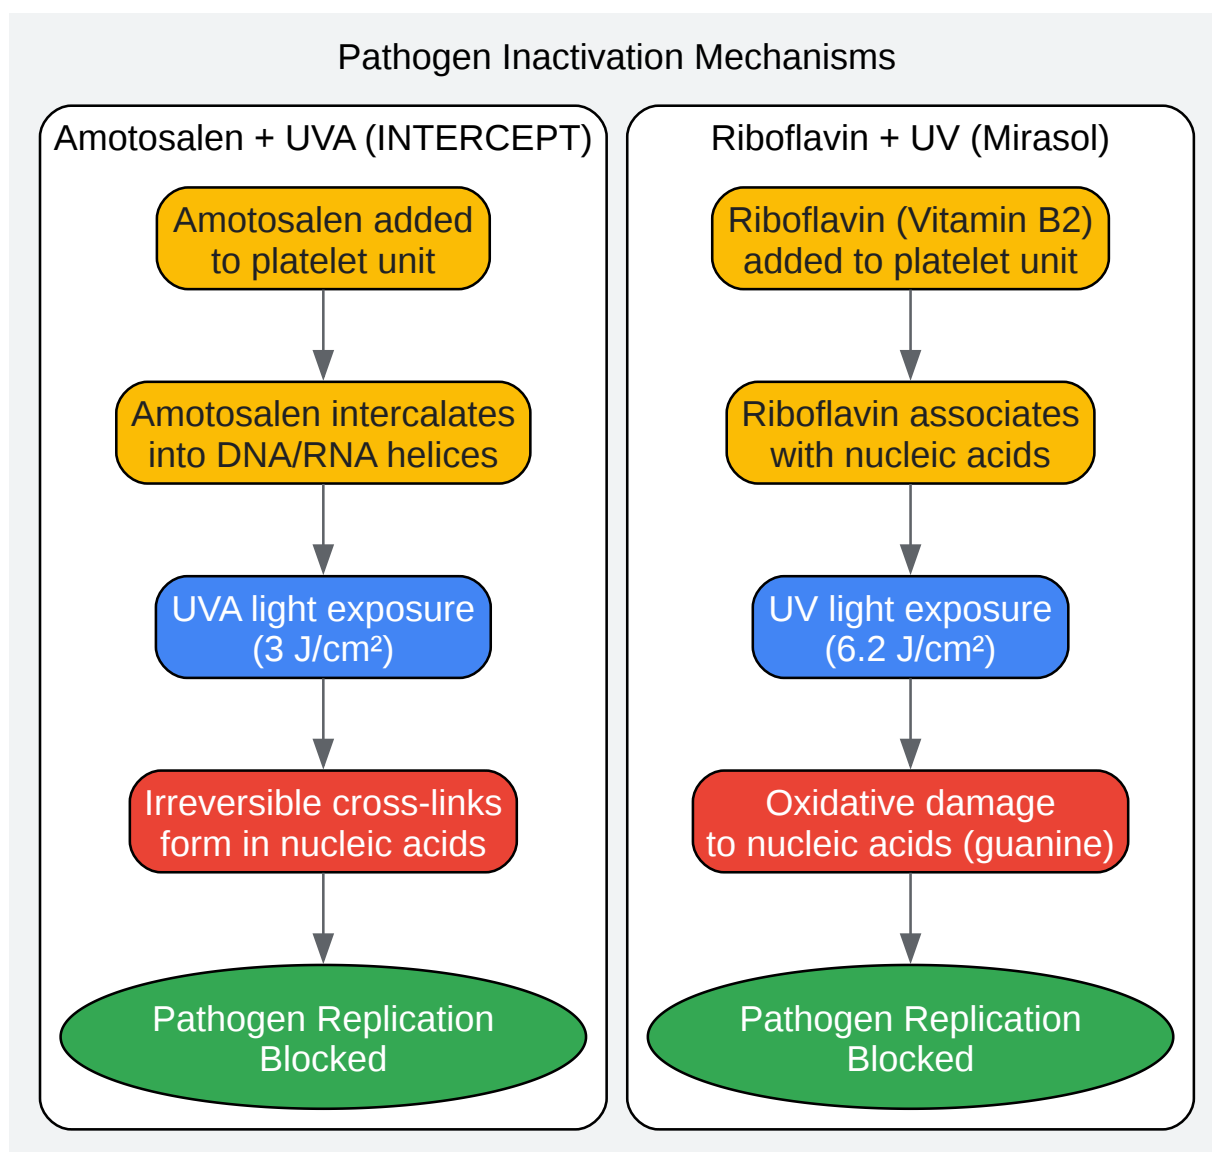 Pathogen Inactivation Mechanisms
Amotosalen + UVA (INTERCEPT)
Amotosalen added
to platelet unit
Amotosalen intercalates
into DNA/RNA helices
UVA light exposure
(3 J/cm²)
Irreversible cross-links
form in nucleic acids
Pathogen Replication
Blocked
Riboflavin + UV (Mirasol)
Riboflavin (Vitamin B2)
added to platelet unit
Riboflavin associates
with nucleic acids
UV light exposure
(6.2 J/cm²)
Oxidative damage
to nucleic acids (guanine)
Pathogen Replication
Blocked